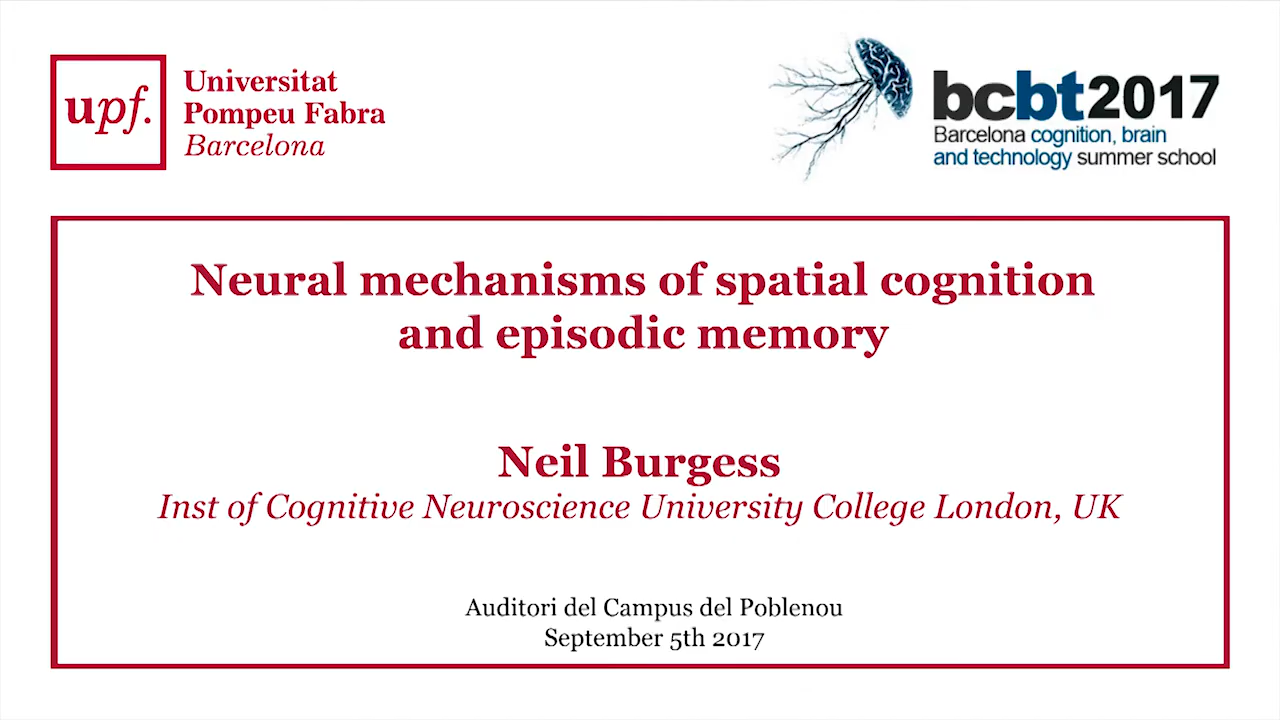 upf.
Universitat
Pompeu Fabra
Barcelona
bcbt2017
Barcelona cognition, brain
and technology summer school
Neural mechanisms of spatial cognition
and episodic memory
Neil Burgess
Inst of Cognitive Neuroscience University College London, UK
Auditori del Campus del Poblenou
September 5th 2017